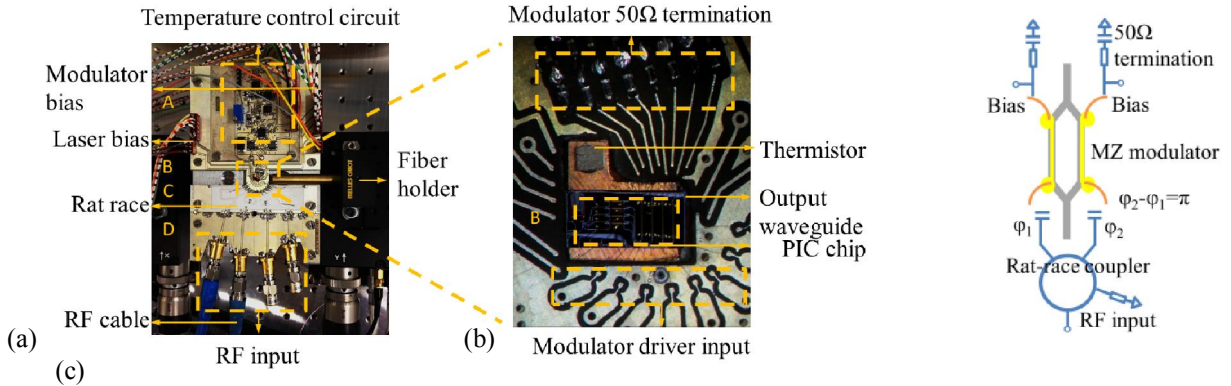 Temperature control circuit
Modulator
bias
Laser bias
Rat race
RF cable
RF input
Fiber
holder
A
B
C
D
(a)
(c)
Modulator 50Ω termination
Thermistor
Output
waveguide
PIC chip
B
Modulator driver input
(b)
50Ω
termination
Bias
Bias
MZ modulator
φ₂-φ₁=π
φ₁
φ₂
Rat-race coupler
RF input